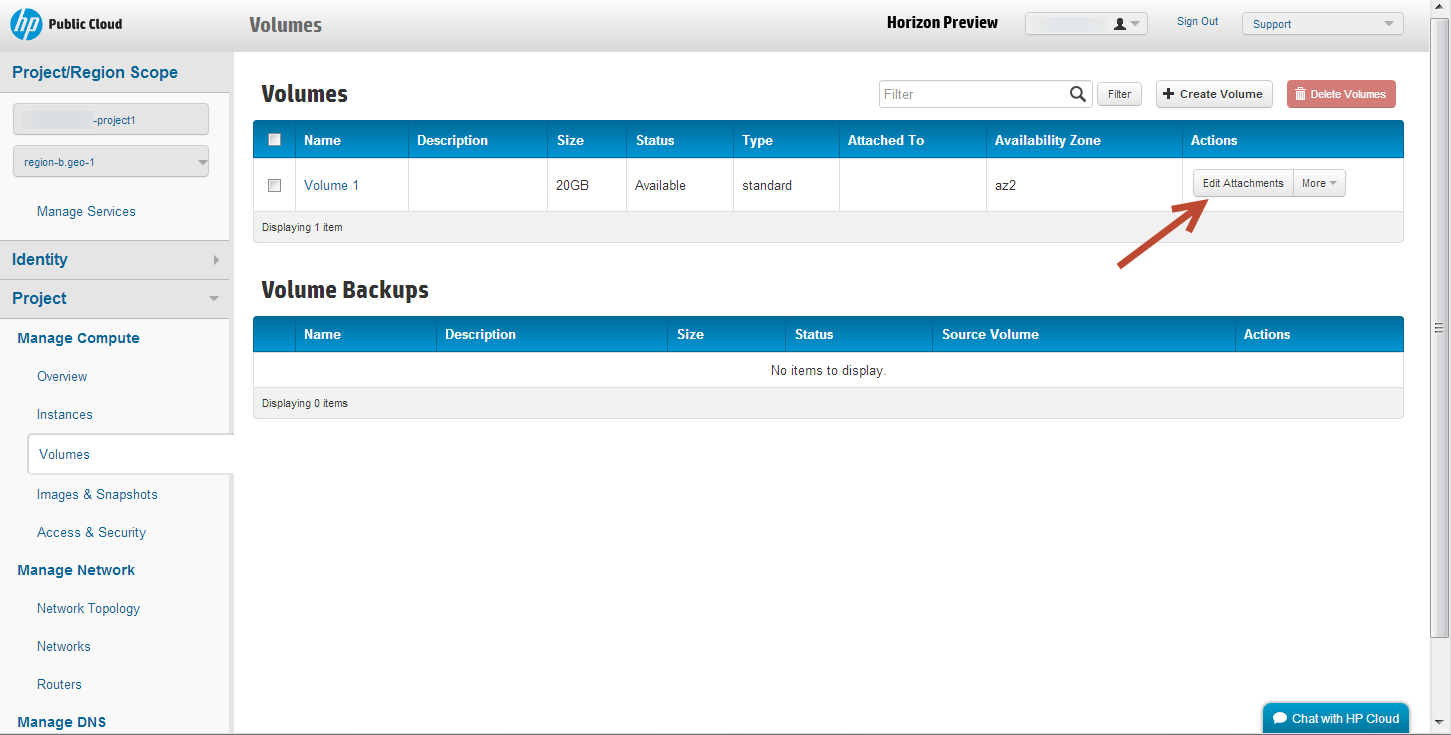 hp Public Cloud
Volumes
Horizon Preview
Sign Out
Support
Project/Region Scope
-project1
region-b.geo-1
Manage Services
Identity
Project
Manage Compute
Overview
Instances
Volumes
Images & Snapshots
Access & Security
Manage Network
Network Topology
Networks
Routers
Manage DNS
Volumes
Filter
Filter
Create Volume
Delete Volumes
Name Description Size Status Type Attached To Availability Zone Actions
Volume 1 20GB Available standard az2 Edit Attachments More
Displaying 1 item
Volume Backups
Name Description Size Status Source Volume Actions
No items to display.
Displaying 0 items
Chat with HP Cloud